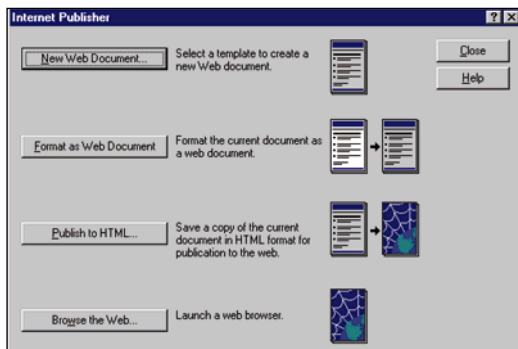 Internet Publisher
New Web Document...
Select a template to create a
new Web document.
Close
Help
Format as Web Document
Format the current document as
a web document.
Publish to HTML...
Save a copy of the current
document in HTML format for
publication to the web.
Browse the Web...
Launch a web browser.